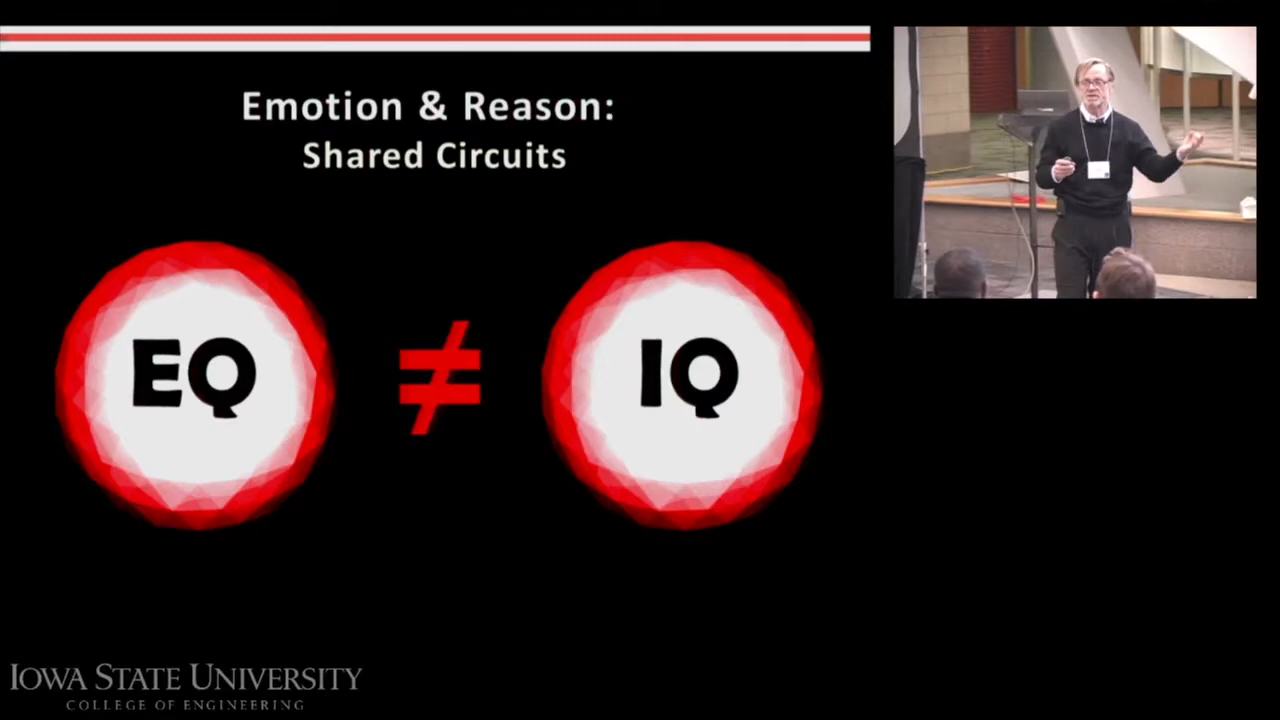 Emotion & Reason:
Shared Circuits
EQ ≠ IQ
IOWA STATE UNIVERSITY
COLLEGE OF ENGINEERING